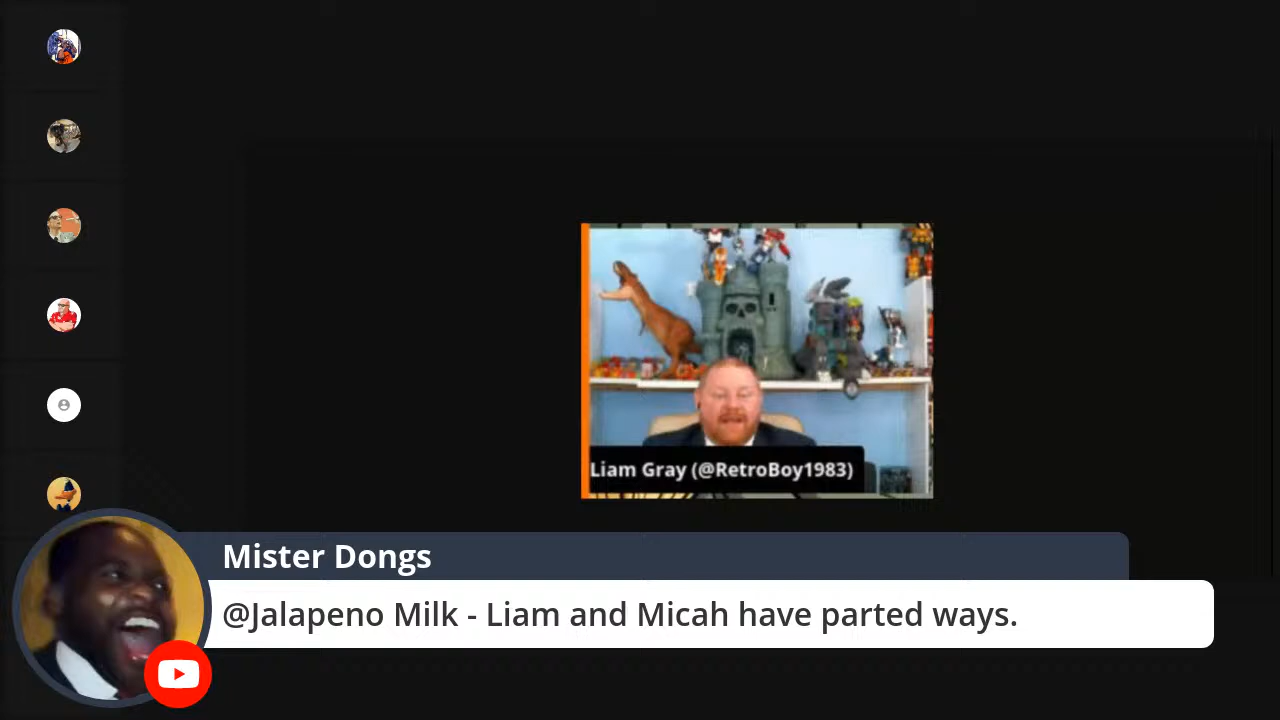 Liam Gray (@RetroBoy1983)
Mister Dongs
@Jalapeno Milk - Liam and Micah have parted ways.